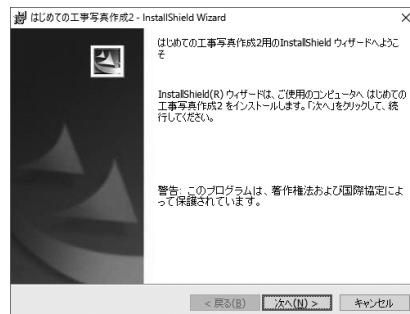 はじめての工事写真作成2 - InstallShield Wizard
はじめての工事写真作成2用のInstallShield ウィザードへようこ
そ
InstallShield(R) ウィザードは、ご使用のコンピュータへ はじめての
工事写真作成2 をインストールします。「次へ」をクリックして、続
行してください。
警告: このプログラムは、著作権法および国際協定によ
って保護されています。
< 戻る(B)
次へ(N) >
キャンセル